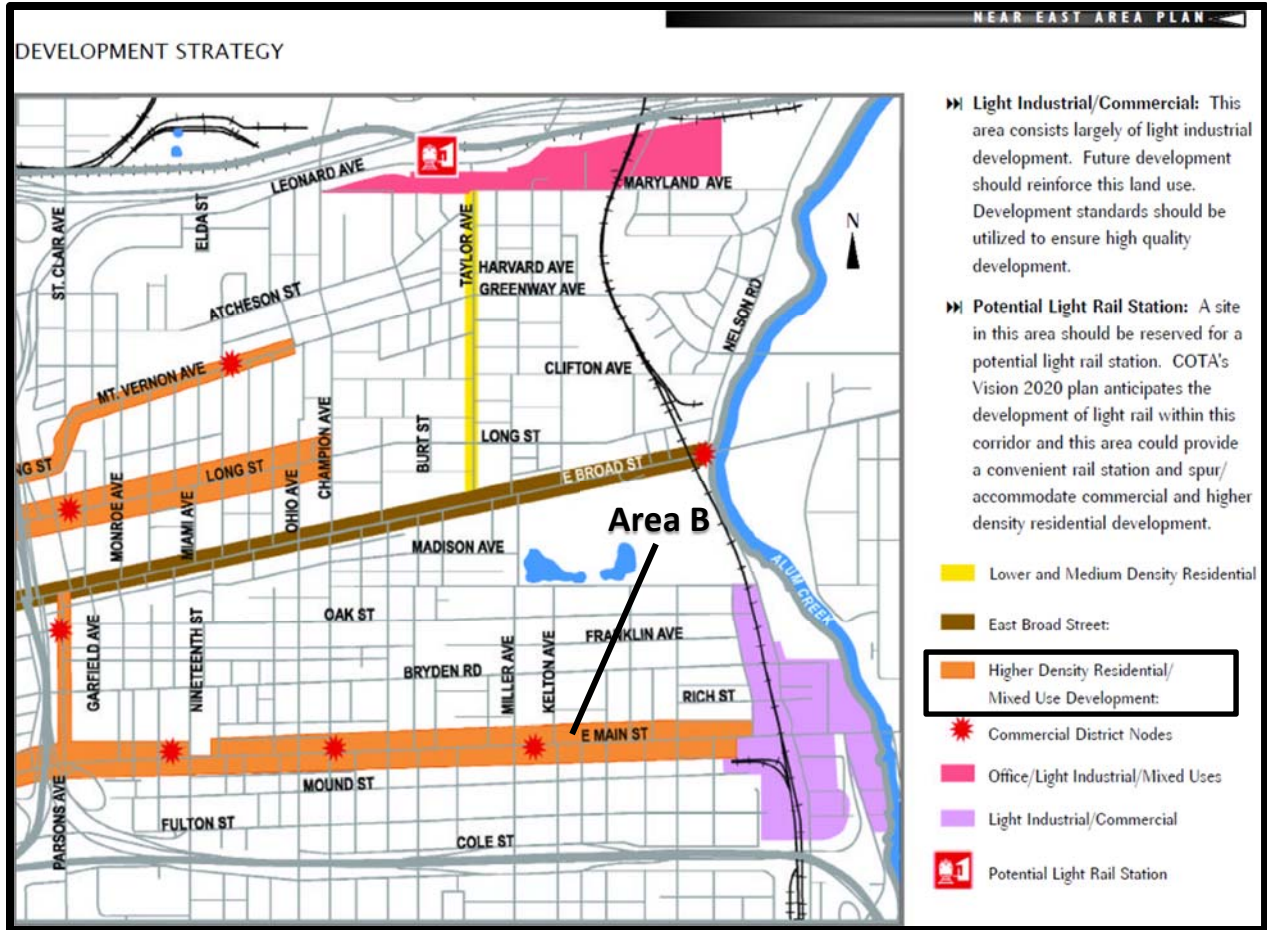 NEAR EAST AREA PLAN
DEVELOPMENT STRATEGY
Light Industrial/Commercial: This
area consists largely of light industrial
development. Future development
should reinforce this land use.
Development standards should be
utilized to ensure high quality
development.
Potential Light Rail Station: A site
in this area should be reserved for a
potential light rail station. COTA's
Vision 2020 plan anticipates the
development of light rail within this
corridor and this area could provide
a convenient rail station and spur/
accommodate commercial and higher
density residential development.
Lower and Medium Density Residential
East Broad Street:
Higher Density Residential/
Mixed Use Development:
Commercial District Nodes
Office/Light Industrial/Mixed Uses
Light Industrial/Commercial
Potential Light Rail Station
LEONARD AVE
MARYLAND AVE
ST. CLAIR AVE
ELDA ST
TAYLOR AVE
N
HARVARD AVE
GREENWAY AVE
ATCHESON ST
NELSON RD
CLIFTON AVE
MT. VERNON AVE
CHAMPION AVE
BURT ST
LONG ST
NG ST
LONG ST
E BROAD ST
MONROE AVE
MIAMI AVE
OHIO AVE
Area B
MADISON AVE
ALUM CREEK
OAK ST
GARFIELD AVE
NINETEENTH ST
FRANKLIN AVE
BRYDEN RD
MILLER AVE
KELTON AVE
RICH ST
E MAIN ST
MOUND ST
PARSONS AVE
FULTON ST
COLE ST